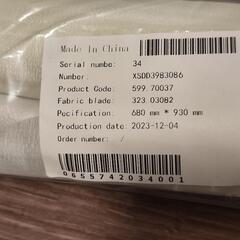 Made In China
Serial numbe: 34
Number: XSDD3983086
Product Code: 599.70037
Fabric blade: 323.03082
Pecification: 680 mm * 930 mm
Production date: 2023-12-04
Order number: /
0655742034001